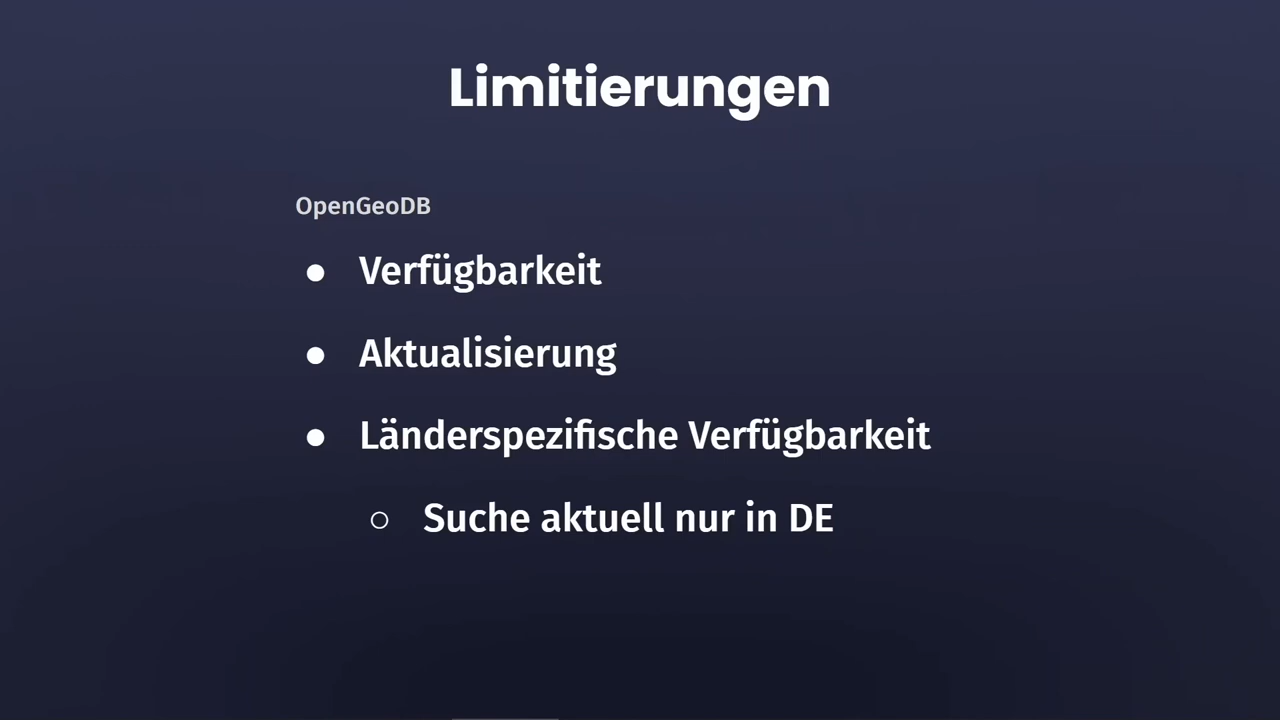 Limitierungen
OpenGeoDB
● Verfügbarkeit
● Aktualisierung
● Länderspezifische Verfügbarkeit
○ Suche aktuell nur in DE